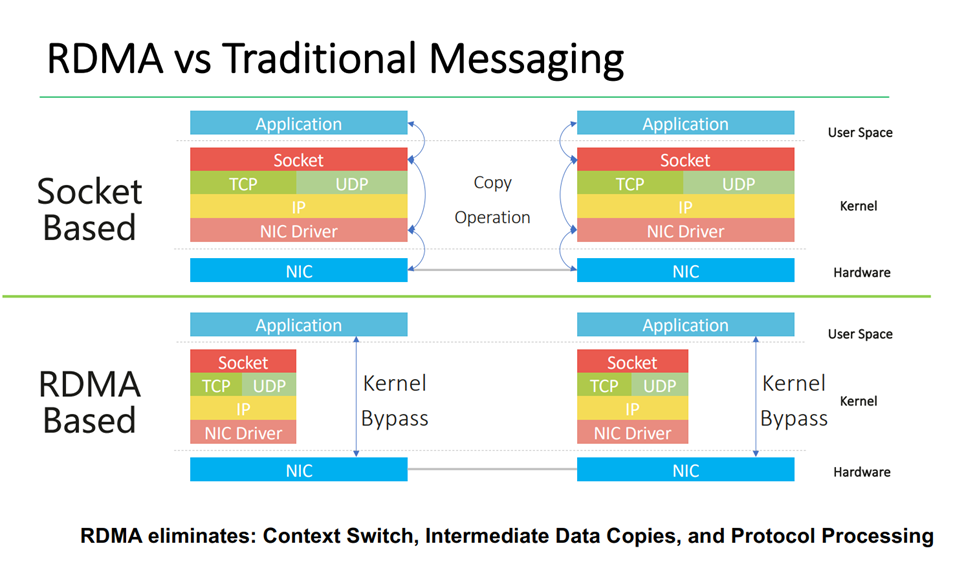 RDMA vs Traditional Messaging
Socket
Based
Application
Socket
TCP UDP
IP
NIC Driver
NIC
Copy
Operation
Application
Socket
TCP UDP
IP
NIC Driver
NIC
User Space
Kernel
Hardware
RDMA
Based
Application
Socket
TCP UDP
IP
NIC Driver
NIC
Kernel
Bypass
Application
Socket
TCP UDP
IP
NIC Driver
NIC
Kernel
Bypass
User Space
Kernel
Hardware
RDMA eliminates: Context Switch, Intermediate Data Copies, and Protocol Processing